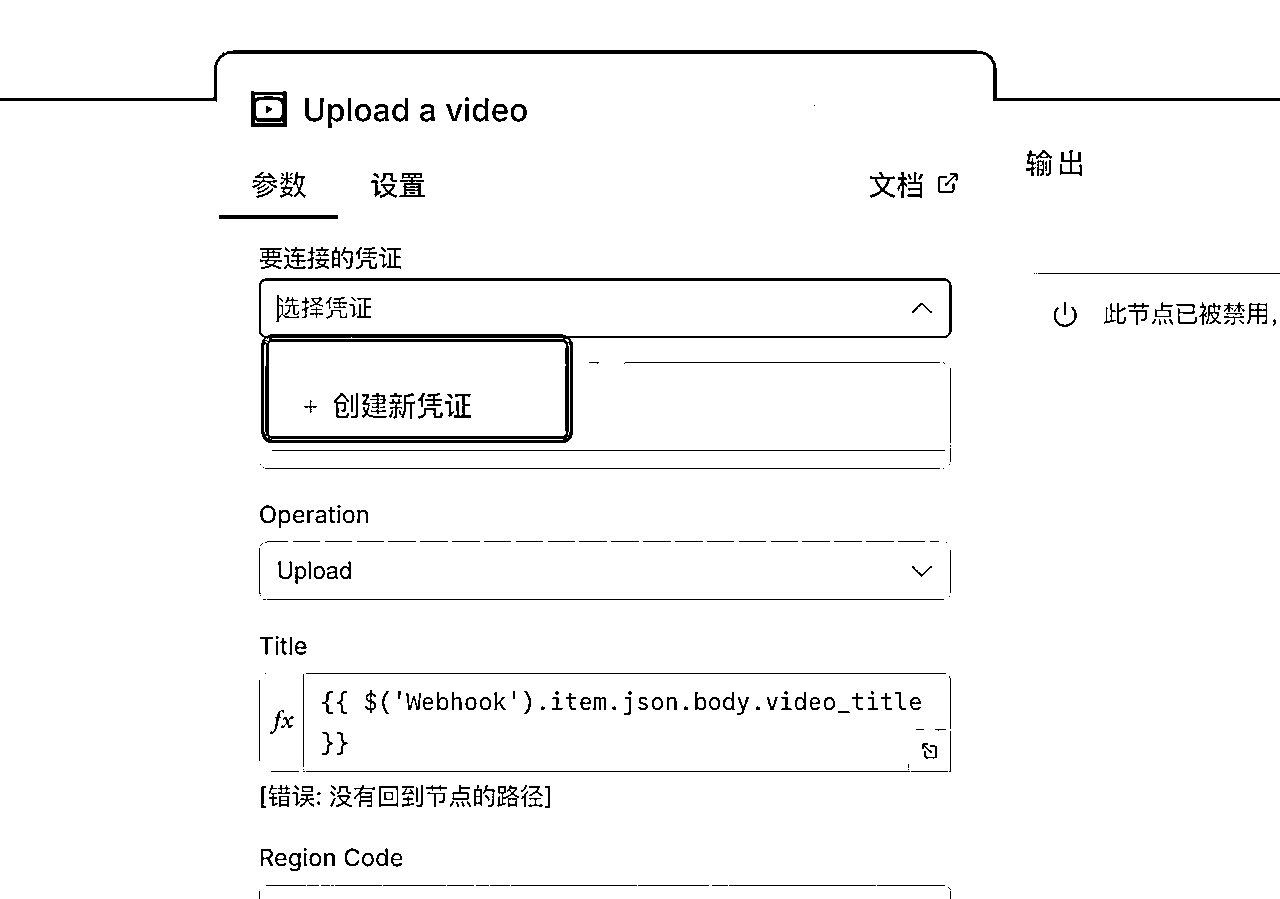 Upload a video
参数 设置 文档
输出
要连接的凭证
选择凭证
此节点已被禁用，
+ 创建新凭证
Operation
Upload
Title
fx {{ $('Webhook').item.json.body.video_title
}}
[错误: 没有回到节点的路径]
Region Code